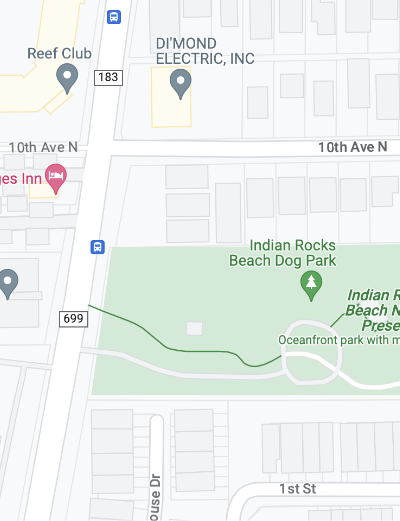 Reef Club
DI'MOND
ELECTRIC, INC
183
10th Ave N
10th Ave N
ges Inn
Indian Rocks
Beach Dog Park
Indian R
Beach N
Prese
Oceanfront park with m
699
1st St
ouse Dr